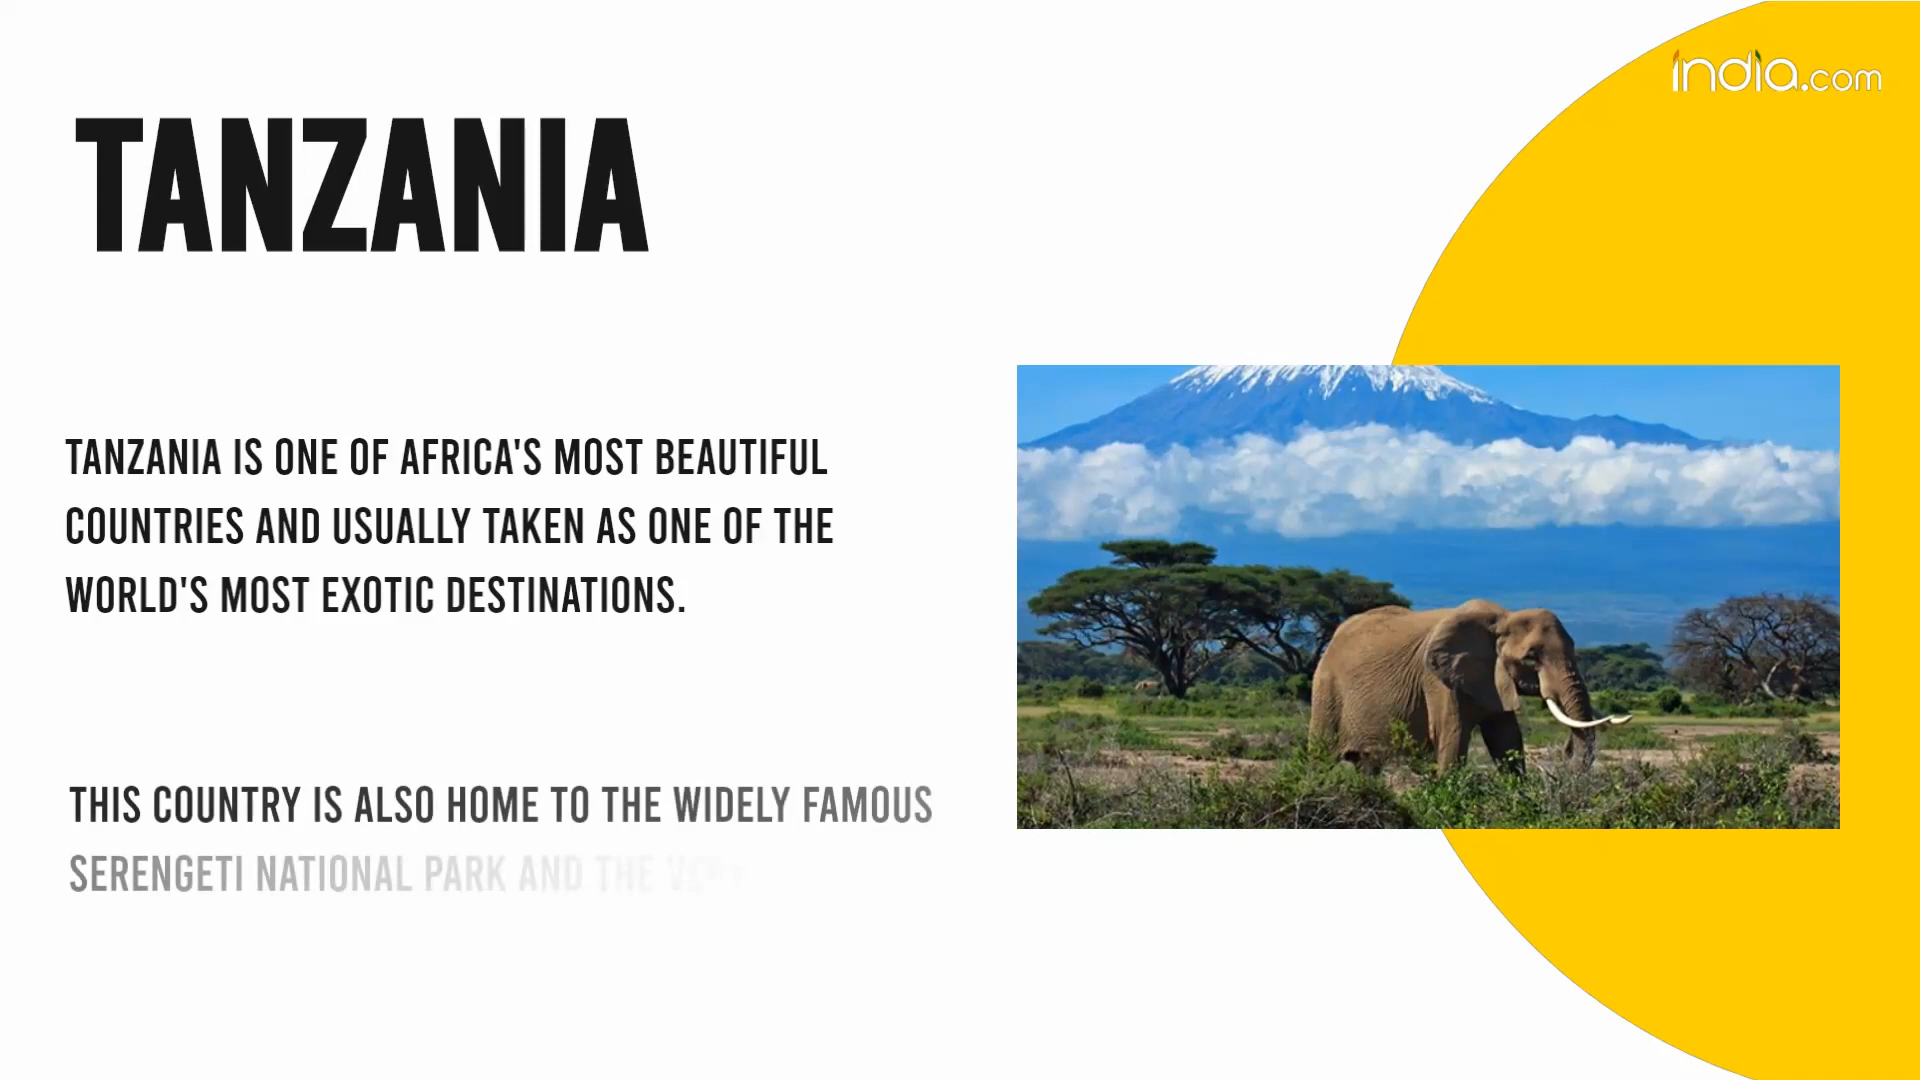 india.com
TANZANIA
TANZANIA IS ONE OF AFRICA'S MOST BEAUTIFUL
COUNTRIES AND USUALLY TAKEN AS ONE OF THE
WORLD'S MOST EXOTIC DESTINATIONS.
THIS COUNTRY IS ALSO HOME TO THE WIDELY FAMOUS
SERENGETI NATIONAL PARK AND THE